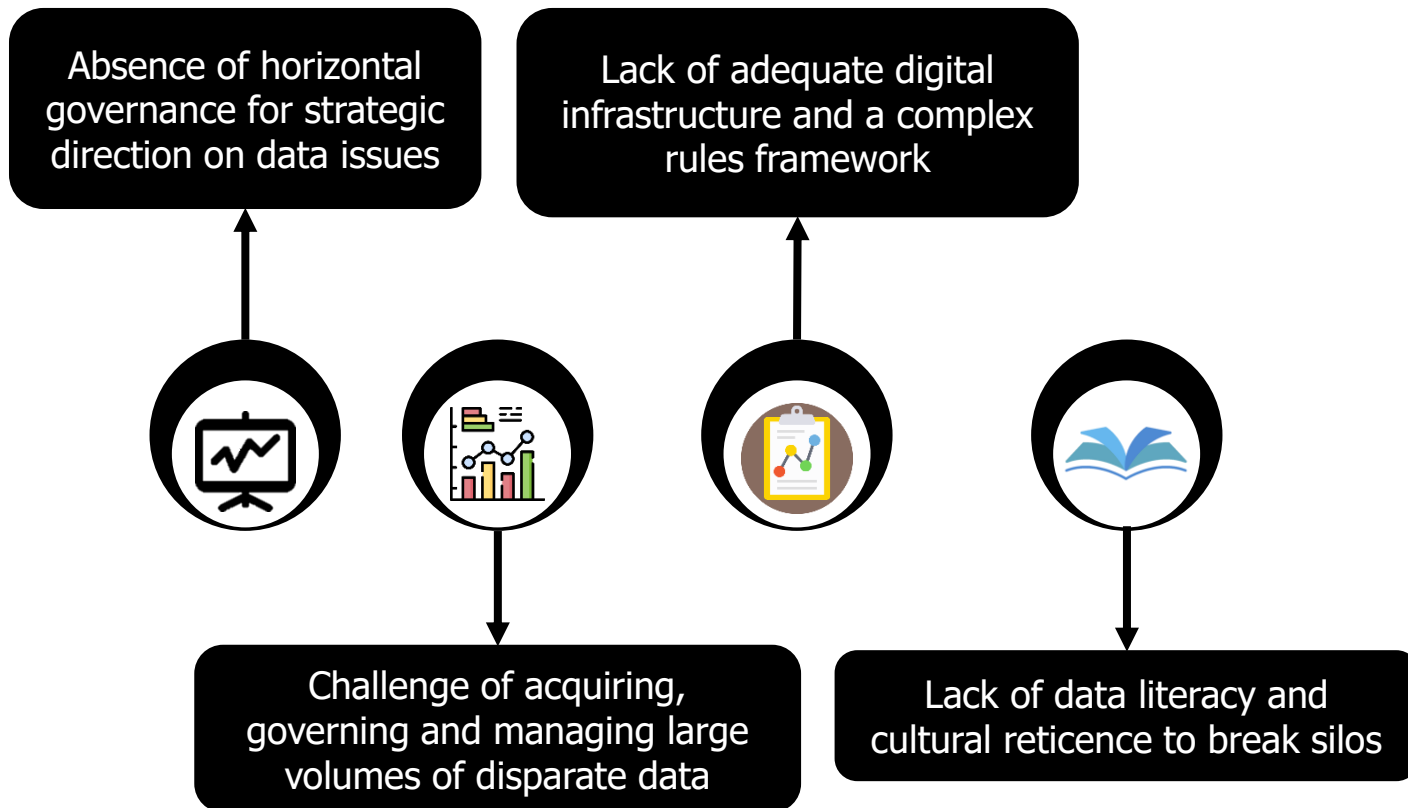 Absence of horizontal
governance for strategic
direction on data issues
Lack of adequate digital
infrastructure and a complex
rules framework
Challenge of acquiring,
governing and managing large
volumes of disparate data
Lack of data literacy and
cultural reticence to break silos